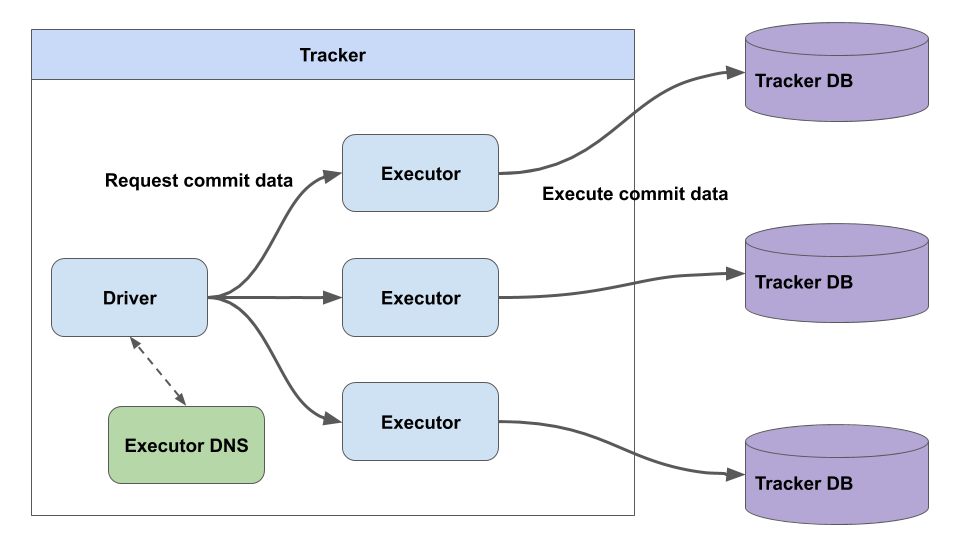 Tracker
Tracker DB
Executor
Request commit data
Execute commit data
Tracker DB
Driver
Executor
Executor
Executor DNS
Tracker DB